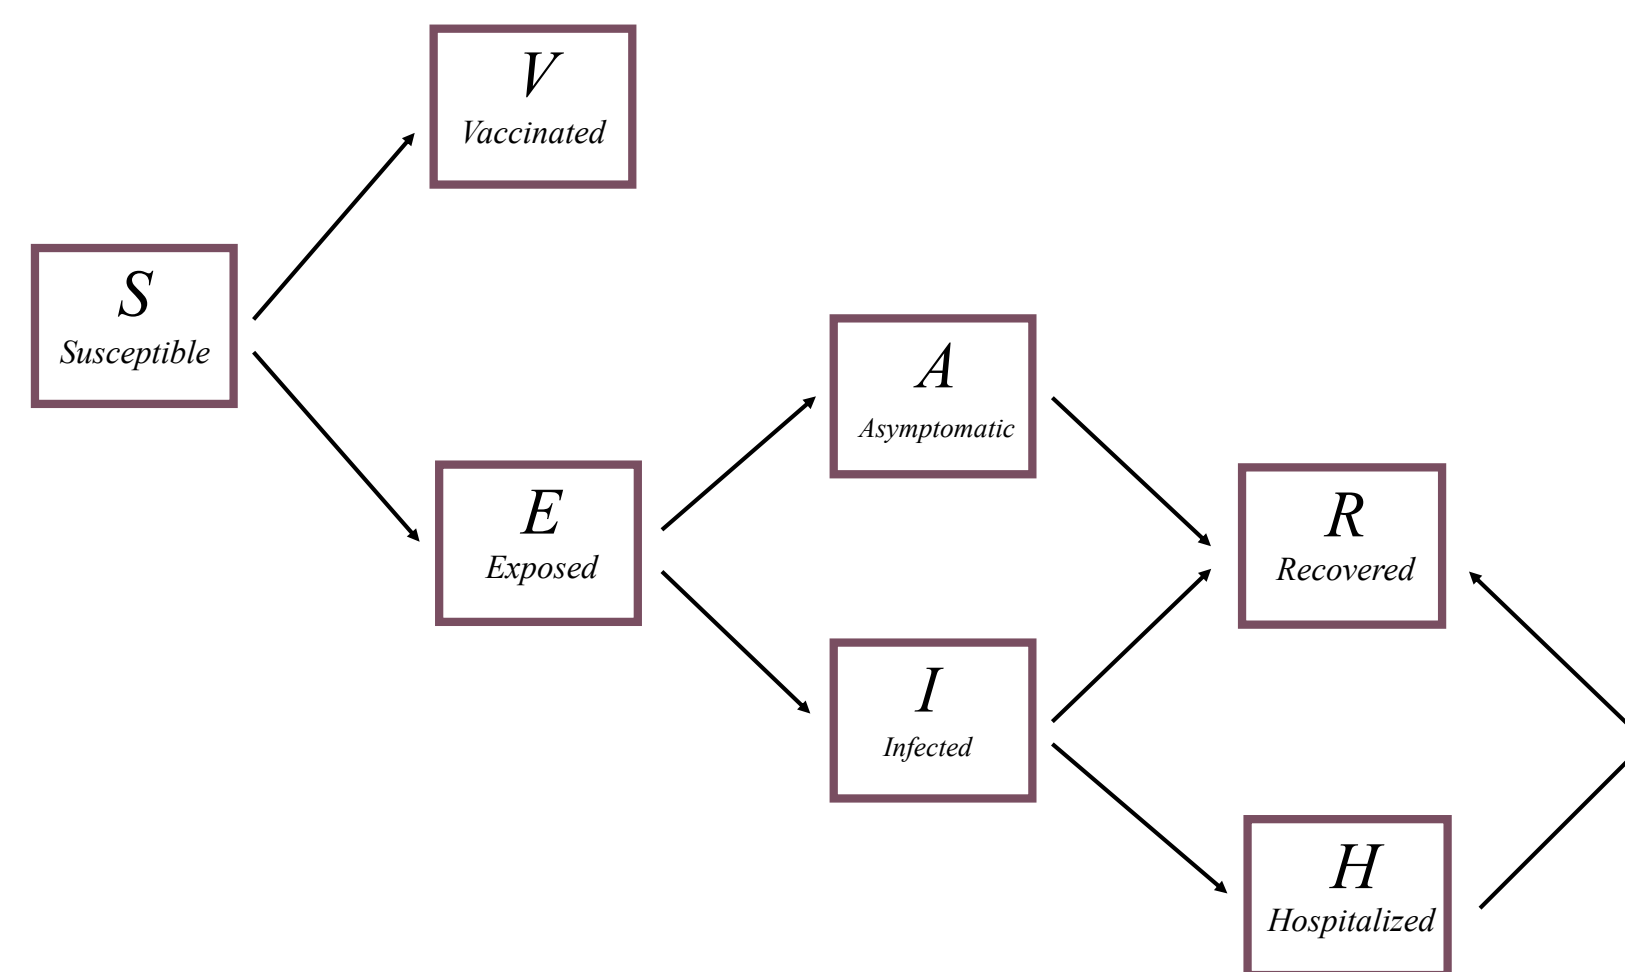 V
Vaccinated
S
Susceptible
A
Asymptomatic
E
Exposed
R
Recovered
I
Infected
H
Hospitalized